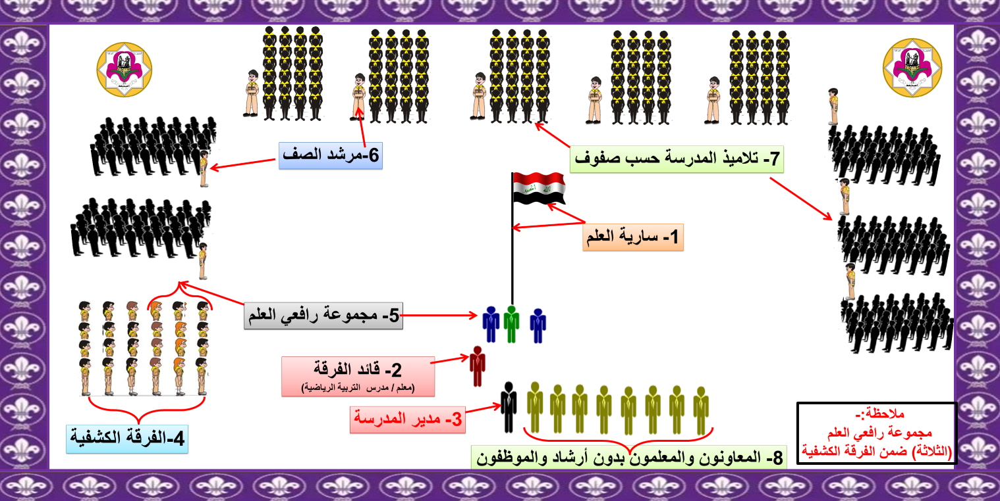 6-مرشد الصف
7- تلاميذ المدرسة حسب صفوف
الله اكبر
1- سارية العلم
5- مجموعة رافعي العلم
2- قائد الفرقة
(معلم / مدرس التربية الرياضية)
3- مدير المدرسة
4-الفرقة الكشفية
8- المعاونون والمعلمون بدون أرشاد والموظفون
ملاحظة:-
مجموعة رافعي العلم
(الثلاثة) ضمن الفرقة الكشفية